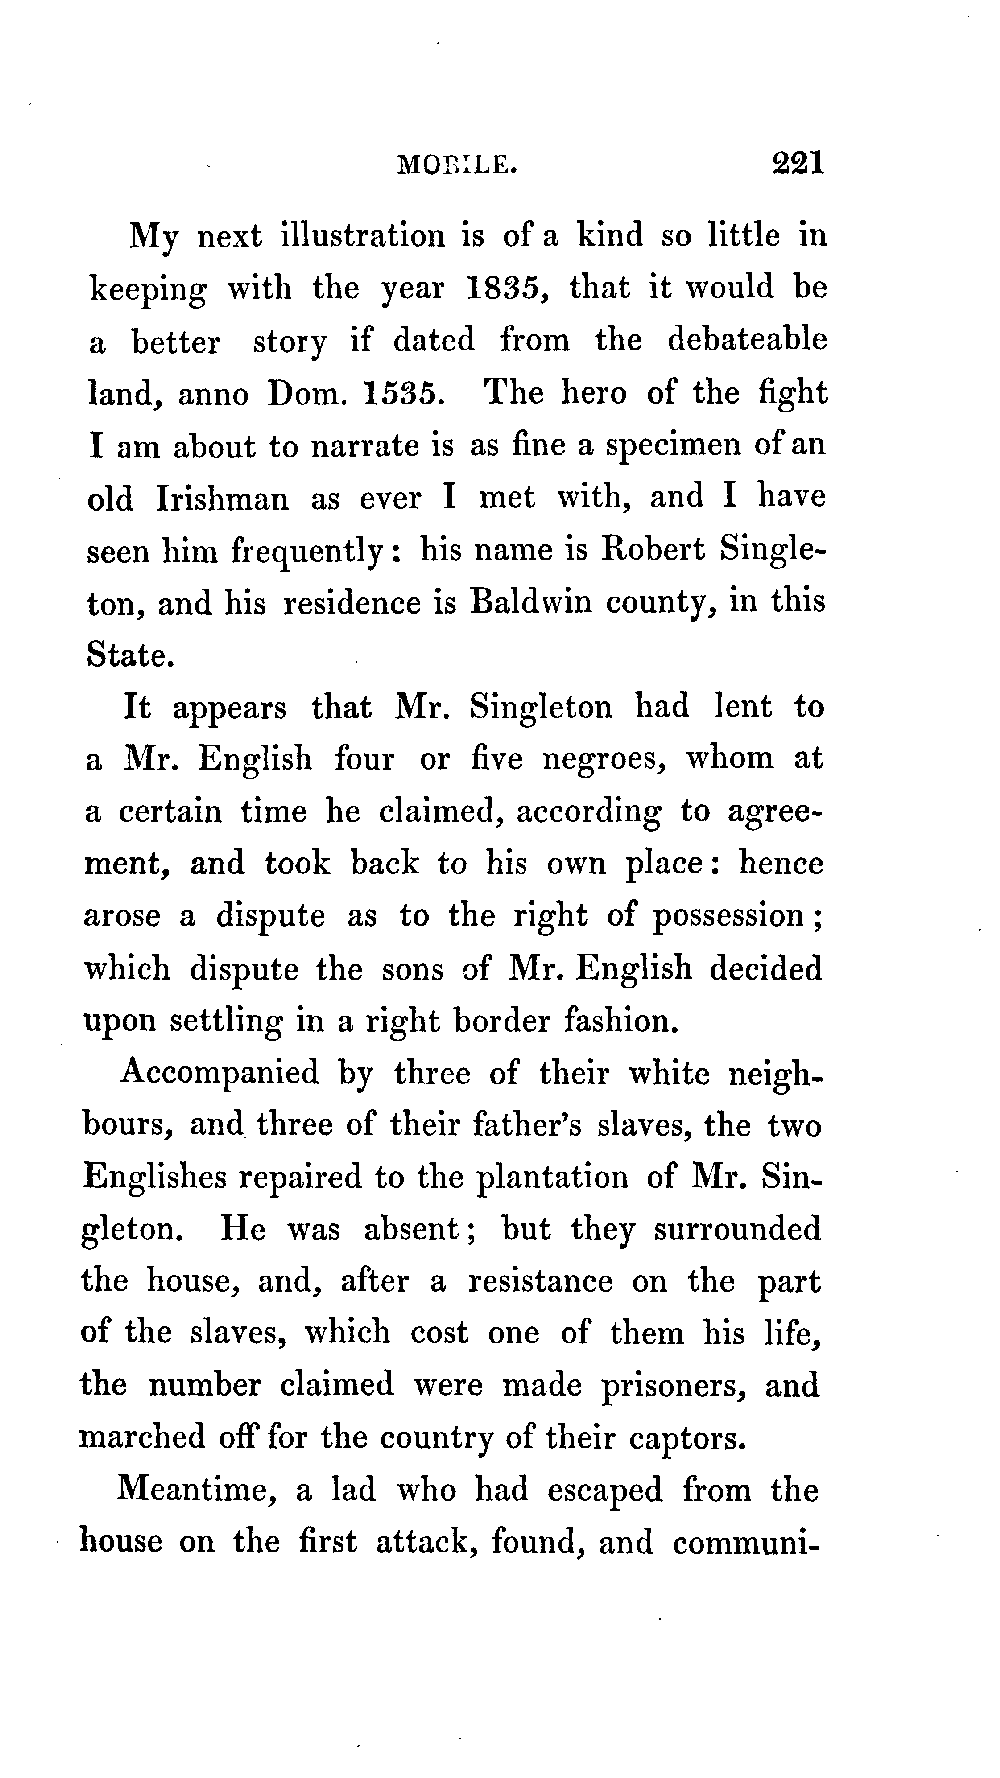 MOBILE. 221
My next illustration is of a kind so little in
keeping with the year 1835, that it would be
a better story if dated from the debateable
land, anno Dom. 1535. The hero of the fight
I am about to narrate is as fine a specimen of an
old Irishman as ever I met with, and I have
seen him frequently: his name is Robert Single-
ton, and his residence is Baldwin county, in this
State.
It appears that Mr. Singleton had lent to
a Mr. English four or five negroes, whom at
a certain time he claimed, according to agree-
ment, and took back to his own place: hence
arose a dispute as to the right of possession;
which dispute the sons of Mr. English decided
upon settling in a right border fashion.
Accompanied by three of their white neigh-
bours, and three of their father's slaves, the two
Englishes repaired to the plantation of Mr. Sin-
gleton. He was absent; but they surrounded
the house, and, after a resistance on the part
of the slaves, which cost one of them his life,
the number claimed were made prisoners, and
marched off for the country of their captors.
Meantime, a lad who had escaped from the
house on the first attack, found, and communi-